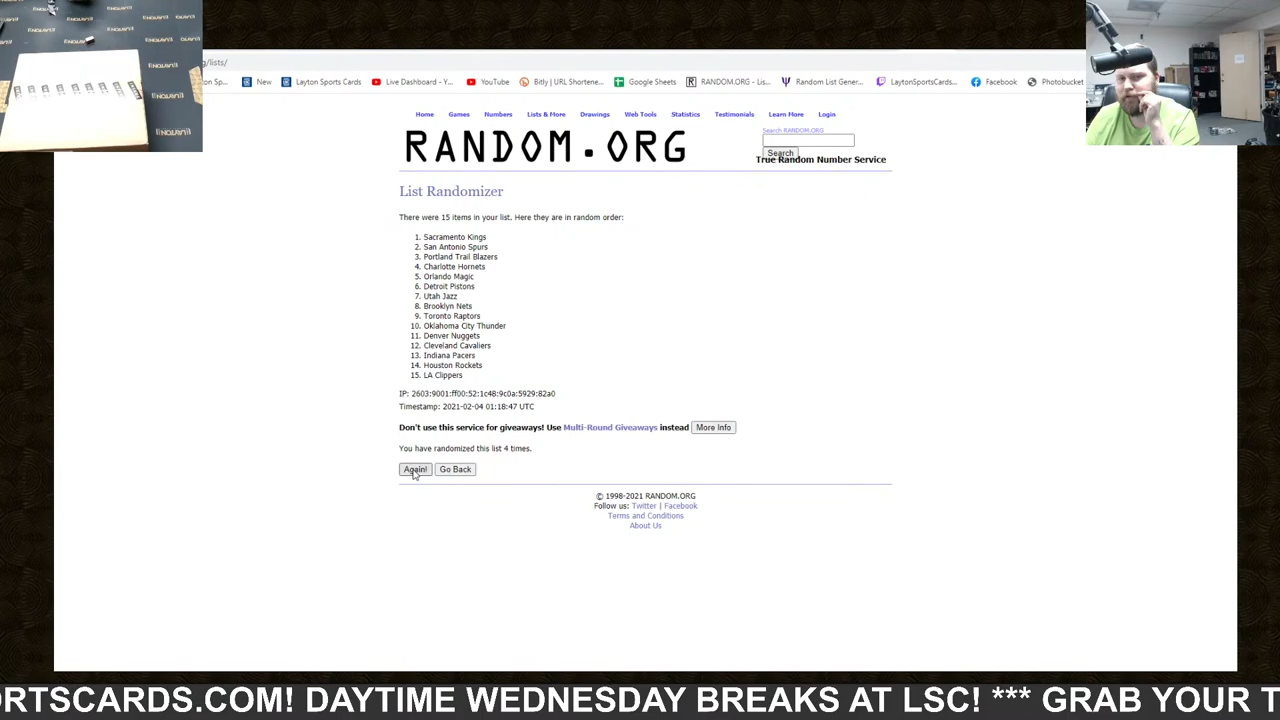 g/lists/
n Sp...
New
Layton Sports Cards
Live Dashboard - Y...
YouTube
Bitly | URL Shortene...
Google Sheets
RANDOM.ORG - Lis...
Random List Gener...
LaytonSportsCards...
Facebook
Photobucket
Home Games Numbers Lists & More Drawings Web Tools Statistics Testimonials Learn More Login
RANDOM.ORG
Search RANDOM.ORG
Search
True Random Number Service
List Randomizer
There were 15 items in your list. Here they are in random order:
1. Sacramento Kings
2. San Antonio Spurs
3. Portland Trail Blazers
4. Charlotte Hornets
5. Orlando Magic
6. Detroit Pistons
7. Utah Jazz
8. Brooklyn Nets
9. Toronto Raptors
10. Oklahoma City Thunder
11. Denver Nuggets
12. Cleveland Cavaliers
13. Indiana Pacers
14. Houston Rockets
15. LA Clippers
IP: 2603:9001:ff00:52:1c48:9c0a:5929:82a0
Timestamp: 2021-02-04 01:18:47 UTC
Don't use this service for giveaways! Use Multi-Round Giveaways instead More Info
You have randomized this list 4 times.
Again! Go Back
© 1998-2021 RANDOM.ORG
Follow us: Twitter | Facebook
Terms and Conditions
About Us
ORTSCARDS.COM! DAYTIME WEDNESDAY BREAKS AT LSC! *** GRAB YOUR T